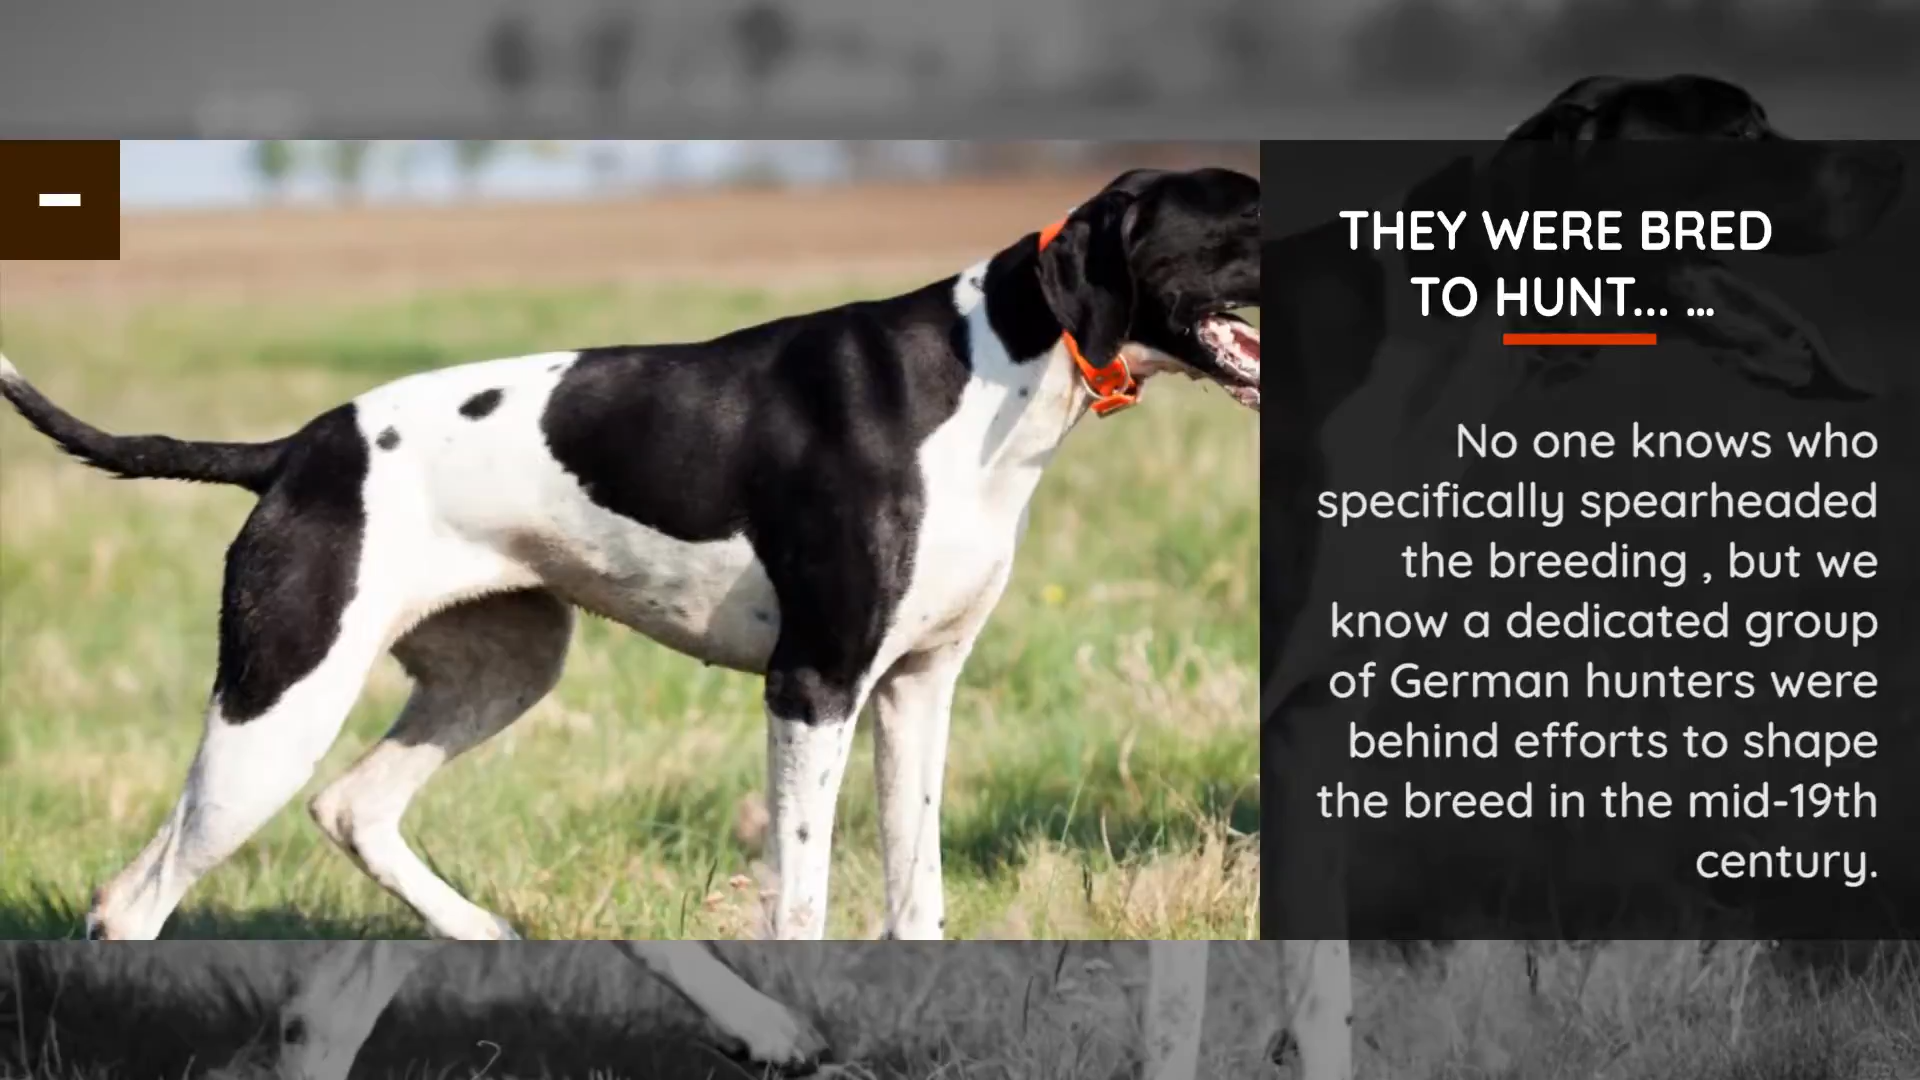 THEY WERE BRED
TO HUNT... ...
No one knows who
specifically spearheaded
the breeding , but we
know a dedicated group
of German hunters were
behind efforts to shape
the breed in the mid-19th
century.